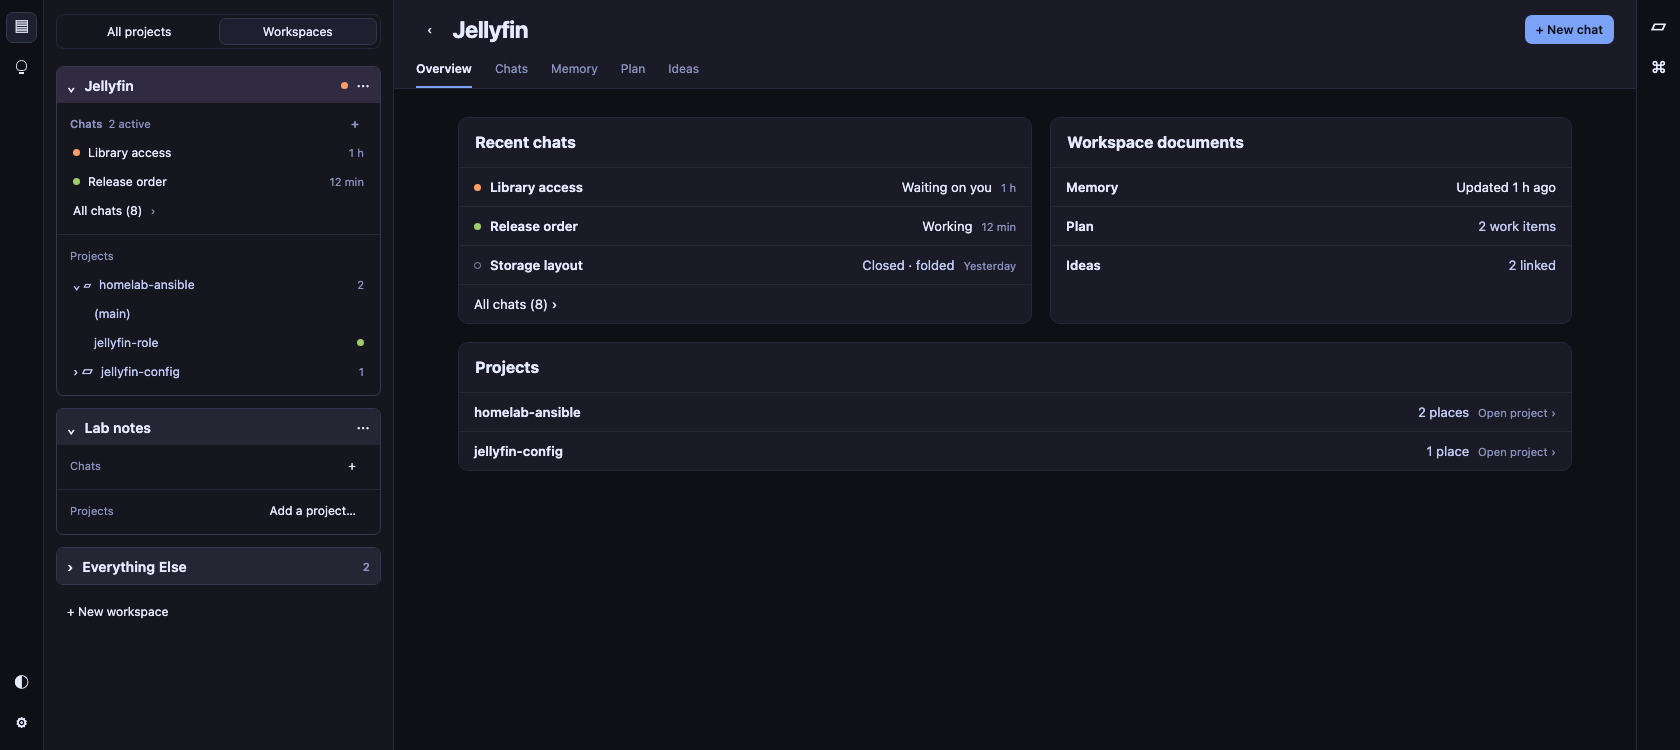 All projects
Workspaces
Jellyfin
Chats 2 active +
Library access 1 h
Release order 12 min
All chats (8) ›
Projects
homelab-ansible 2
(main)
jellyfin-role
jellyfin-config 1
Lab notes
Chats +
Projects Add a project...
Everything Else 2
+ New workspace
‹ Jellyfin
+ New chat
Overview Chats Memory Plan Ideas
Recent chats
Library access Waiting on you 1 h
Release order Working 12 min
Storage layout Closed · folded Yesterday
All chats (8) ›
Workspace documents
Memory Updated 1 h ago
Plan 2 work items
Ideas 2 linked
Projects
homelab-ansible 2 places Open project ›
jellyfin-config 1 place Open project ›